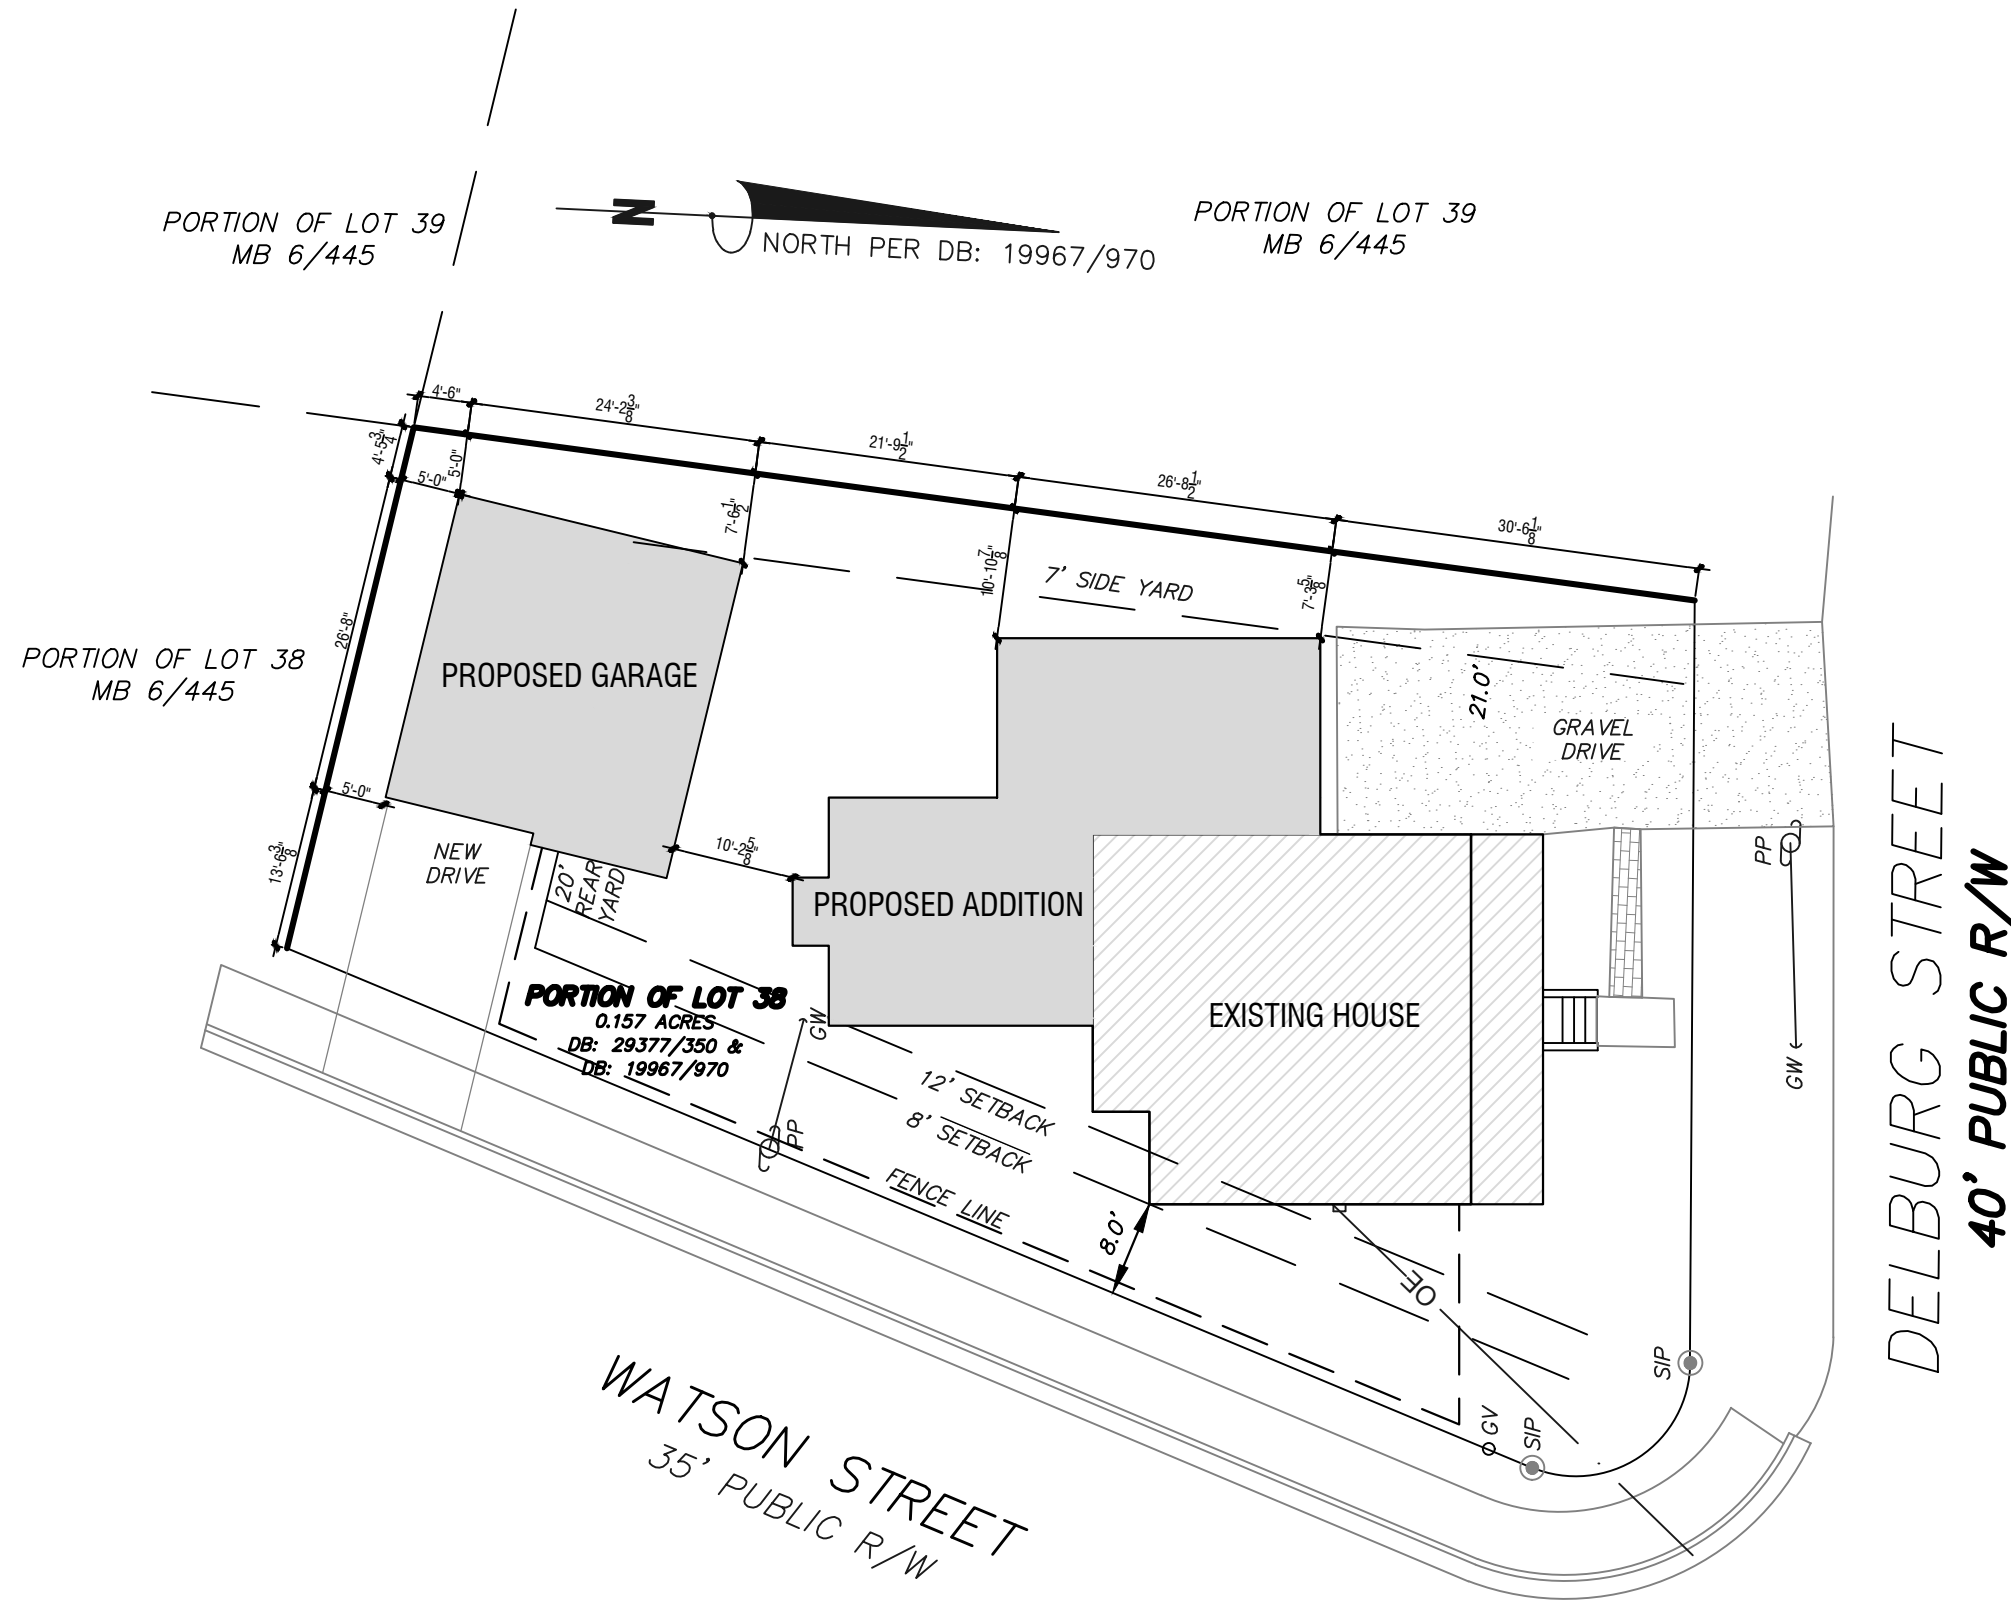 PORTION OF LOT 39
MB 6/445
N
NORTH PER DB: 19967/970
PORTION OF LOT 39
MB 6/445
4'-6"
24'-2 3/8"
21'-9 1/2"
26'-8 1/2"
30'-6 1/8"
4'-5 3/4"
5'-0"
5'-0"
7'-6 1/2"
10'-10 7/8"
7'-3 5/8"
7' SIDE YARD
26'-8"
PORTION OF LOT 38
MB 6/445
PROPOSED GARAGE
21.0'
GRAVEL
DRIVE
5'-0"
13'-6 3/8"
NEW
DRIVE
20'
REAR
YARD
10'-2 5/8"
PROPOSED ADDITION
EXISTING HOUSE
PP
GW
PORTION OF LOT 38
0.157 ACRES
DB: 29377/350 &
DB: 19967/970
GW
PP
12' SETBACK
8' SETBACK
FENCE LINE
8.0'
OE
SIP
GV
SIP
WATSON STREET
35' PUBLIC R/W
DELBURG STREET
40' PUBLIC R/W